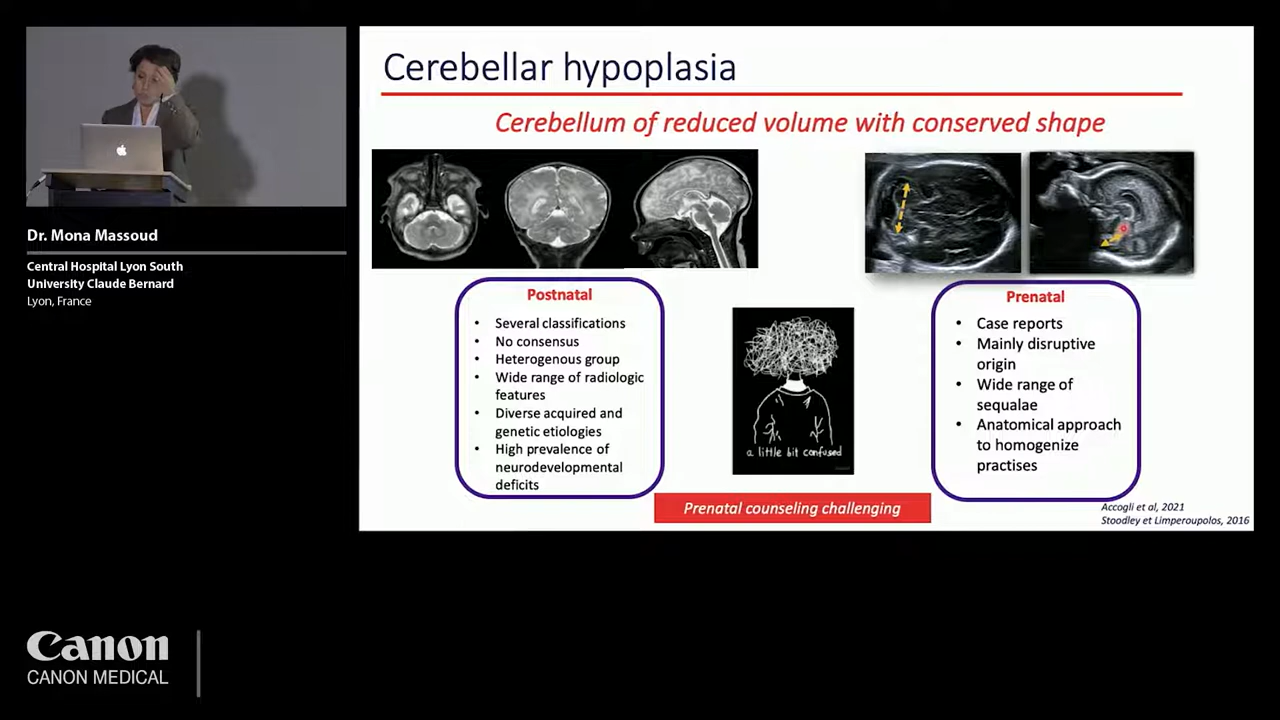 Cerebellar hypoplasia
Cerebellum of reduced volume with conserved shape
Dr. Mona Massoud
Central Hospital Lyon South
University Claude Bernard
Lyon, France
Postnatal
• Several classifications
• No consensus
• Heterogenous group
• Wide range of radiologic
features
• Diverse acquired and
genetic etiologies
• High prevalence of
neurodevelopmental
deficits
a little bit confused
Prenatal
• Case reports
• Mainly disruptive
origin
• Wide range of
sequalae
• Anatomical approach
to homogenize
practises
Prenatal counseling challenging
Accogli et al, 2021
Stoodley et Limperoupolos, 2016
Canon
CANON MEDICAL